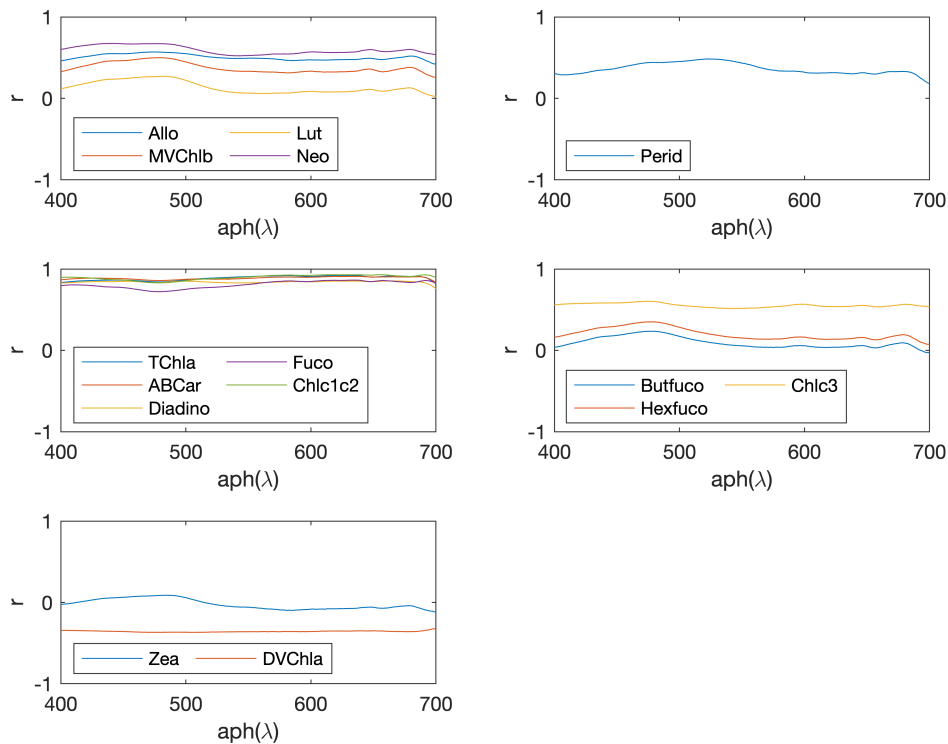 1
0
-1
r
400 500 600 700
aph(λ)
Allo Lut
MVChlb Neo
1
0
-1
r
400 500 600 700
aph(λ)
Perid
1
0
-1
r
400 500 600 700
aph(λ)
TChla Fuco
ABCar Chlc1c2
Diadino
1
0
-1
r
400 500 600 700
aph(λ)
Butfuco Chlc3
Hexfuco
1
0
-1
r
400 500 600 700
aph(λ)
Zea DVChla